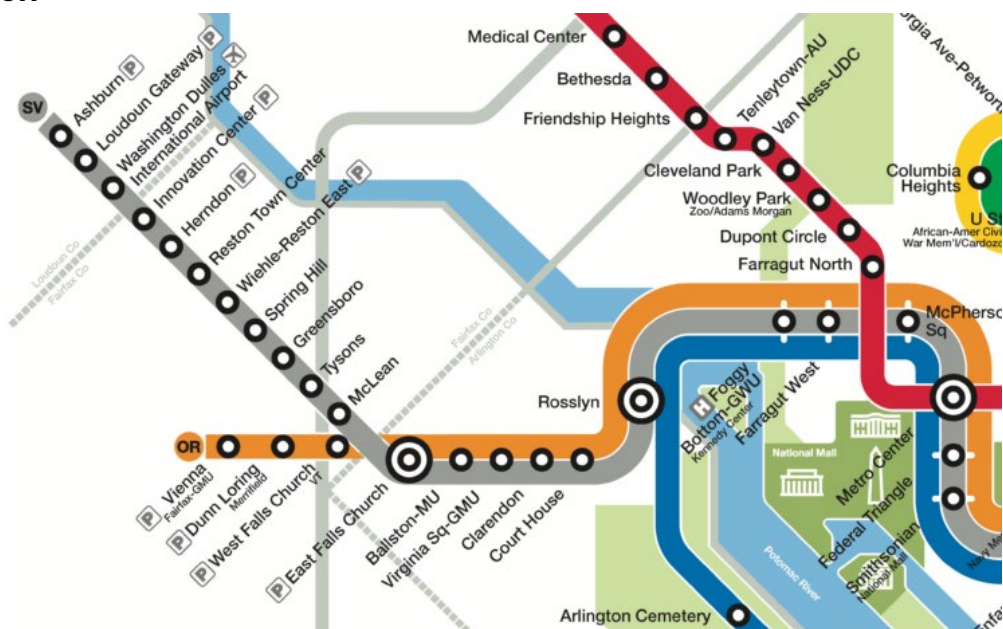 Medical Center
Bethesda
Friendship Heights
Tenleytown-AU
Van Ness-UDC
Cleveland Park
Woodley Park
Zoo/Adams Morgan
Dupont Circle
Farragut North
Columbia
Heights
African-Amer Civi
War Mem'l/Cardozo
SV
Ashburn P
Loudoun Gateway P
Washington Dulles
International Airport
Innovation Center P
Herndon P
Reston Town Center
Wiehle-Reston East P
Spring Hill
Greensboro
Tysons
McLean
Loudoun Co
Fairfax Co
Fairfax Co
Arlington Co
OR
Vienna
Fairfax-GMU
P
Dunn Loring
Merrifield
P
West Falls Church
VT
P
East Falls Church
P
Ballston-MU
Virginia Sq-GMU
Clarendon
Court House
Rosslyn
H
Foggy
Bottom-GWU
Kennedy Center
Farragut West
McPherso
Sq
Metro Center
Federal Triangle
Smithsonian
National Mall
National Mall
Potomac River
Arlington Cemetery